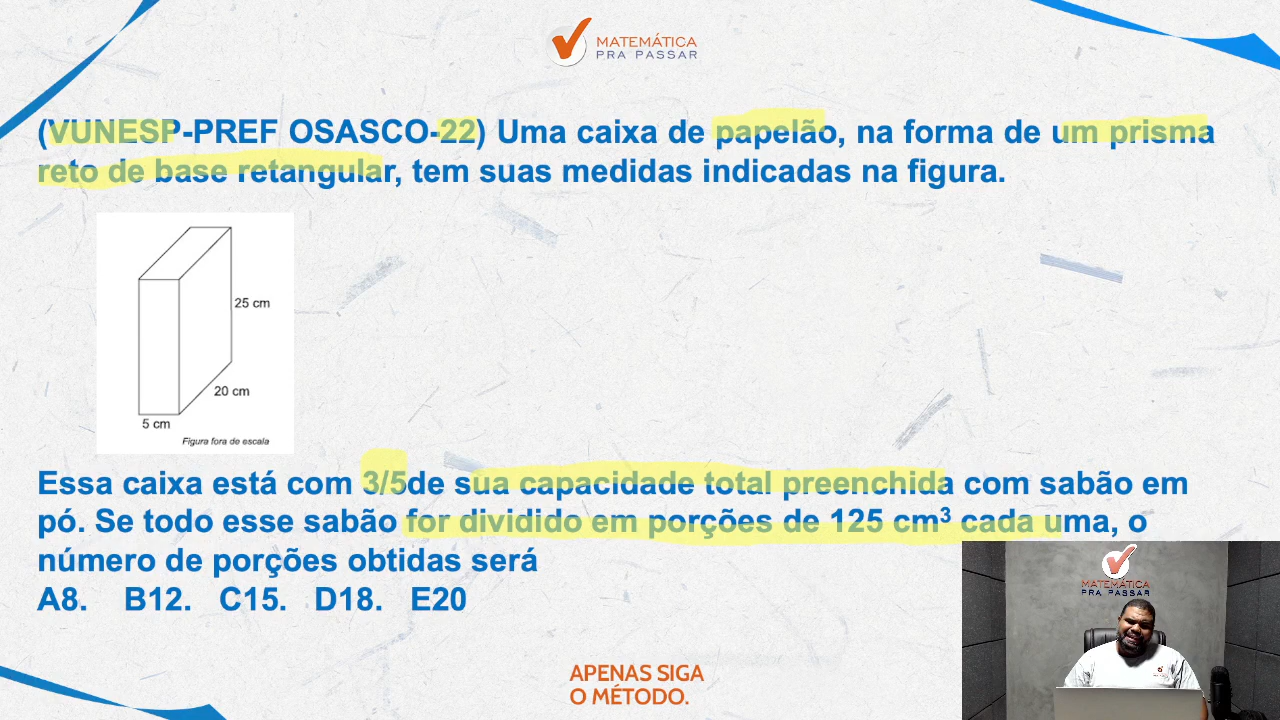 MATEMÁTICA
PRA PASSAR
(VUNESP-PREF OSASCO-22) Uma caixa de papelão, na forma de um prisma
reto de base retangular, tem suas medidas indicadas na figura.
25 cm
20 cm
5 cm
Figura fora de escala
Essa caixa está com 3/5de sua capacidade total preenchida com sabão em
pó. Se todo esse sabão for dividido em porções de 125 cm³ cada uma, o
número de porções obtidas será
A8. B12. C15. D18. E20
MATEMÁTICA
PRA PASSAR
APENAS SIGA
O MÉTODO.